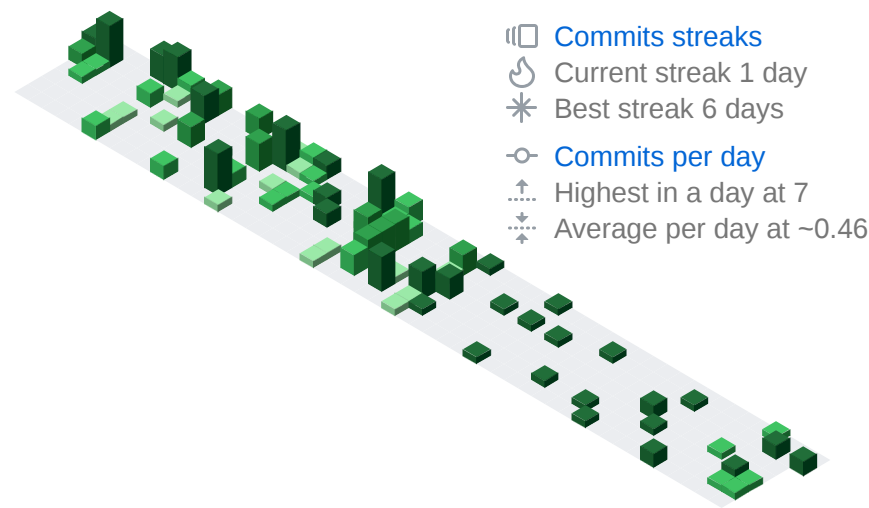 Commits streaks
Current streak 1 day
Best streak 6 days
Commits per day
Highest in a day at 7
Average per day at ~0.46